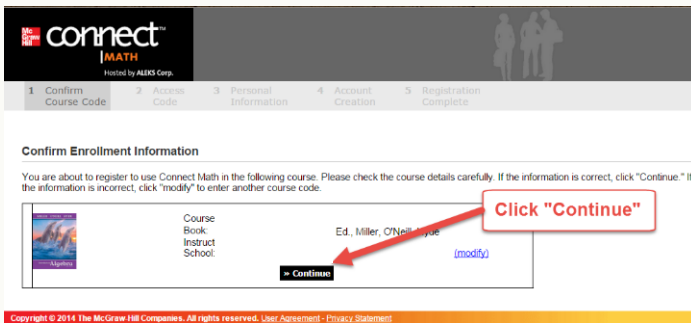 Mc
Graw
Hill
connect™
MATH
Hosted by ALEKS Corp.
1 Confirm Course Code
2 Access Code
3 Personal Information
4 Account Creation
5 Registration Complete
Confirm Enrollment Information
You are about to register to use Connect Math in the following course. Please check the course details carefully. If the information is correct, click "Continue." If
the information is incorrect, click "modify" to enter another course code.
Click "Continue"
Course
Book: Ed., Miller, O'Neill, Hyde
Instruct
School: (modify)
Algebra
» Continue
Copyright © 2014 The McGraw-Hill Companies. All rights reserved. User Agreement - Privacy Statement